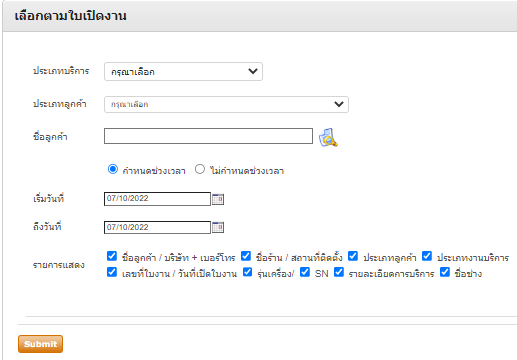 เลือกตามใบเปิดงาน
ประเภทบริการ กรุณาเลือก
ประเภทลูกค้า กรุณาเลือก
ชื่อลูกค้า
กำหนดช่วงเวลา ไม่กำหนดช่วงเวลา
เริ่มวันที่ 07/10/2022
ถึงวันที่ 07/10/2022
รายการแสดง ชื่อลูกค้า / บริษัท + เบอร์โทร ชื่อร้าน / สถานที่ติดตั้ง ประเภทลูกค้า ประเภทงานบริการ
เลขที่ใบงาน / วันที่เปิดใบงาน รุ่นเครื่อง/ SN รายละเอียดการบริการ ชื่อช่าง
Submit